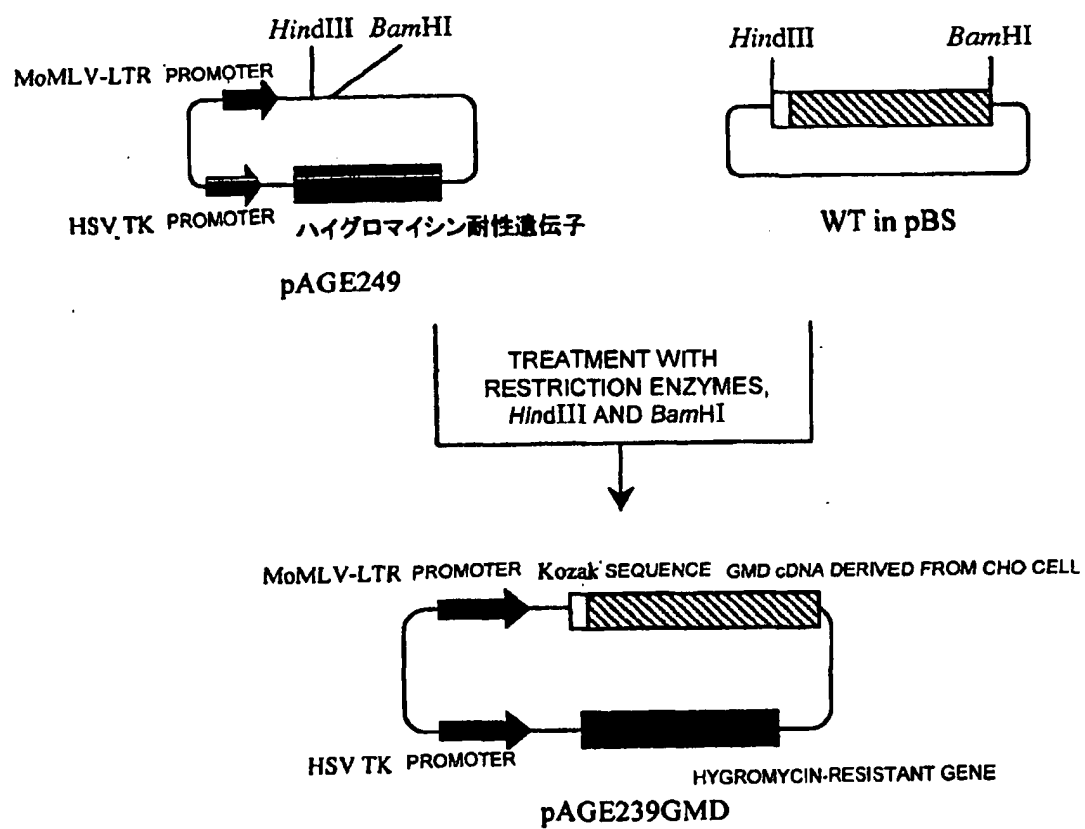 HindIII BamHI
MoMLV-LTR PROMOTER
HSV TK PROMOTER
ハイグロマイシン耐性遺伝子
pAGE249
HindIII BamHI
WT in pBS
TREATMENT WITH
RESTRICTION ENZYMES,
HindIII AND BamHI
MoMLV-LTR PROMOTER Kozak SEQUENCE GMD cDNA DERIVED FROM CHO CELL
HSV TK PROMOTER
HYGROMYCIN-RESISTANT GENE
pAGE239GMD